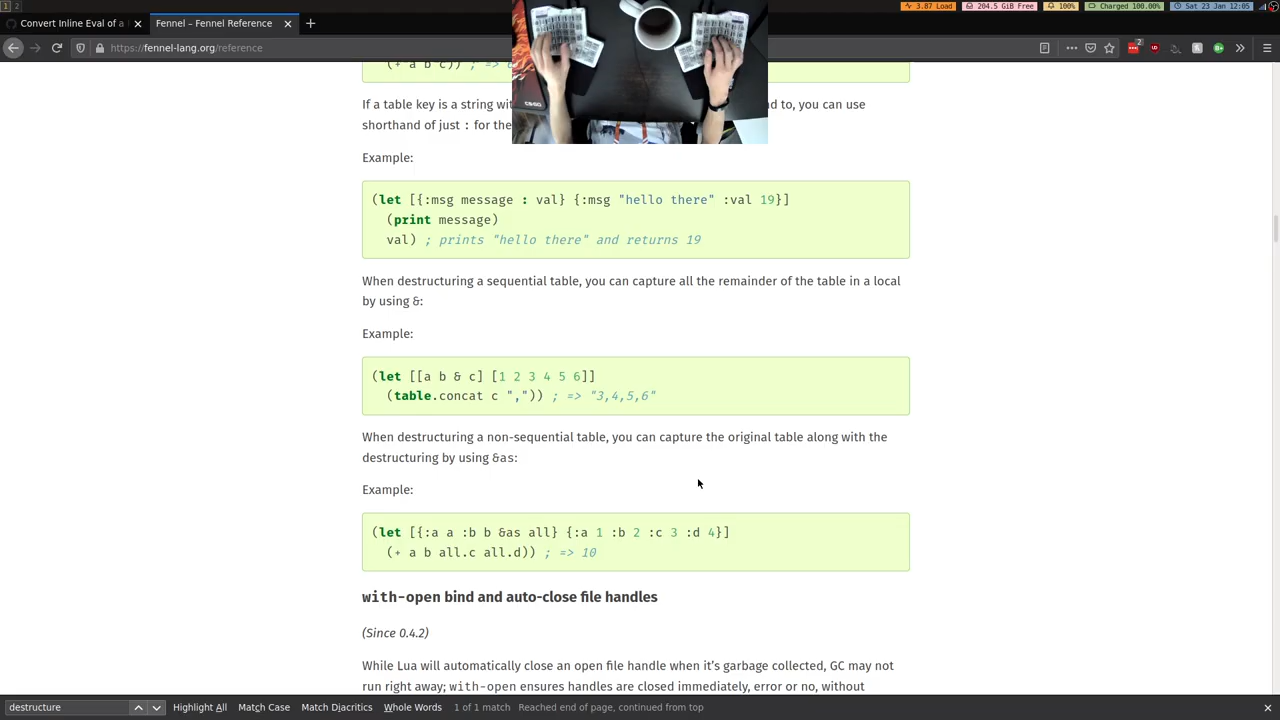 1 2
3.87 Load
204.5 GiB Free
100%
Charged 100.00%
Sat 23 Jan 12:05
Convert Inline Eval of a
Fennel – Fennel Reference
https://fennel-lang.org/reference
2
(+ a b c)) ; =>
If a table key is a string wit
nd to, you can use
shorthand of just : for the
Example:
(let [{:msg message : val} {:msg "hello there" :val 19}]
(print message)
val) ; prints "hello there" and returns 19
When destructuring a sequential table, you can capture all the remainder of the table in a local
by using &:
Example:
(let [[a b & c] [1 2 3 4 5 6]]
(table.concat c ",")) ; => "3,4,5,6"
When destructuring a non-sequential table, you can capture the original table along with the
destructuring by using &as:
Example:
(let [{:a a :b b &as all} {:a 1 :b 2 :c 3 :d 4}]
(+ a b all.c all.d)) ; => 10
with-open bind and auto-close file handles
(Since 0.4.2)
While Lua will automatically close an open file handle when it's garbage collected, GC may not
run right away; with-open ensures handles are closed immediately, error or no, without
destructure
Highlight All
Match Case
Match Diacritics
Whole Words
1 of 1 match
Reached end of page, continued from top